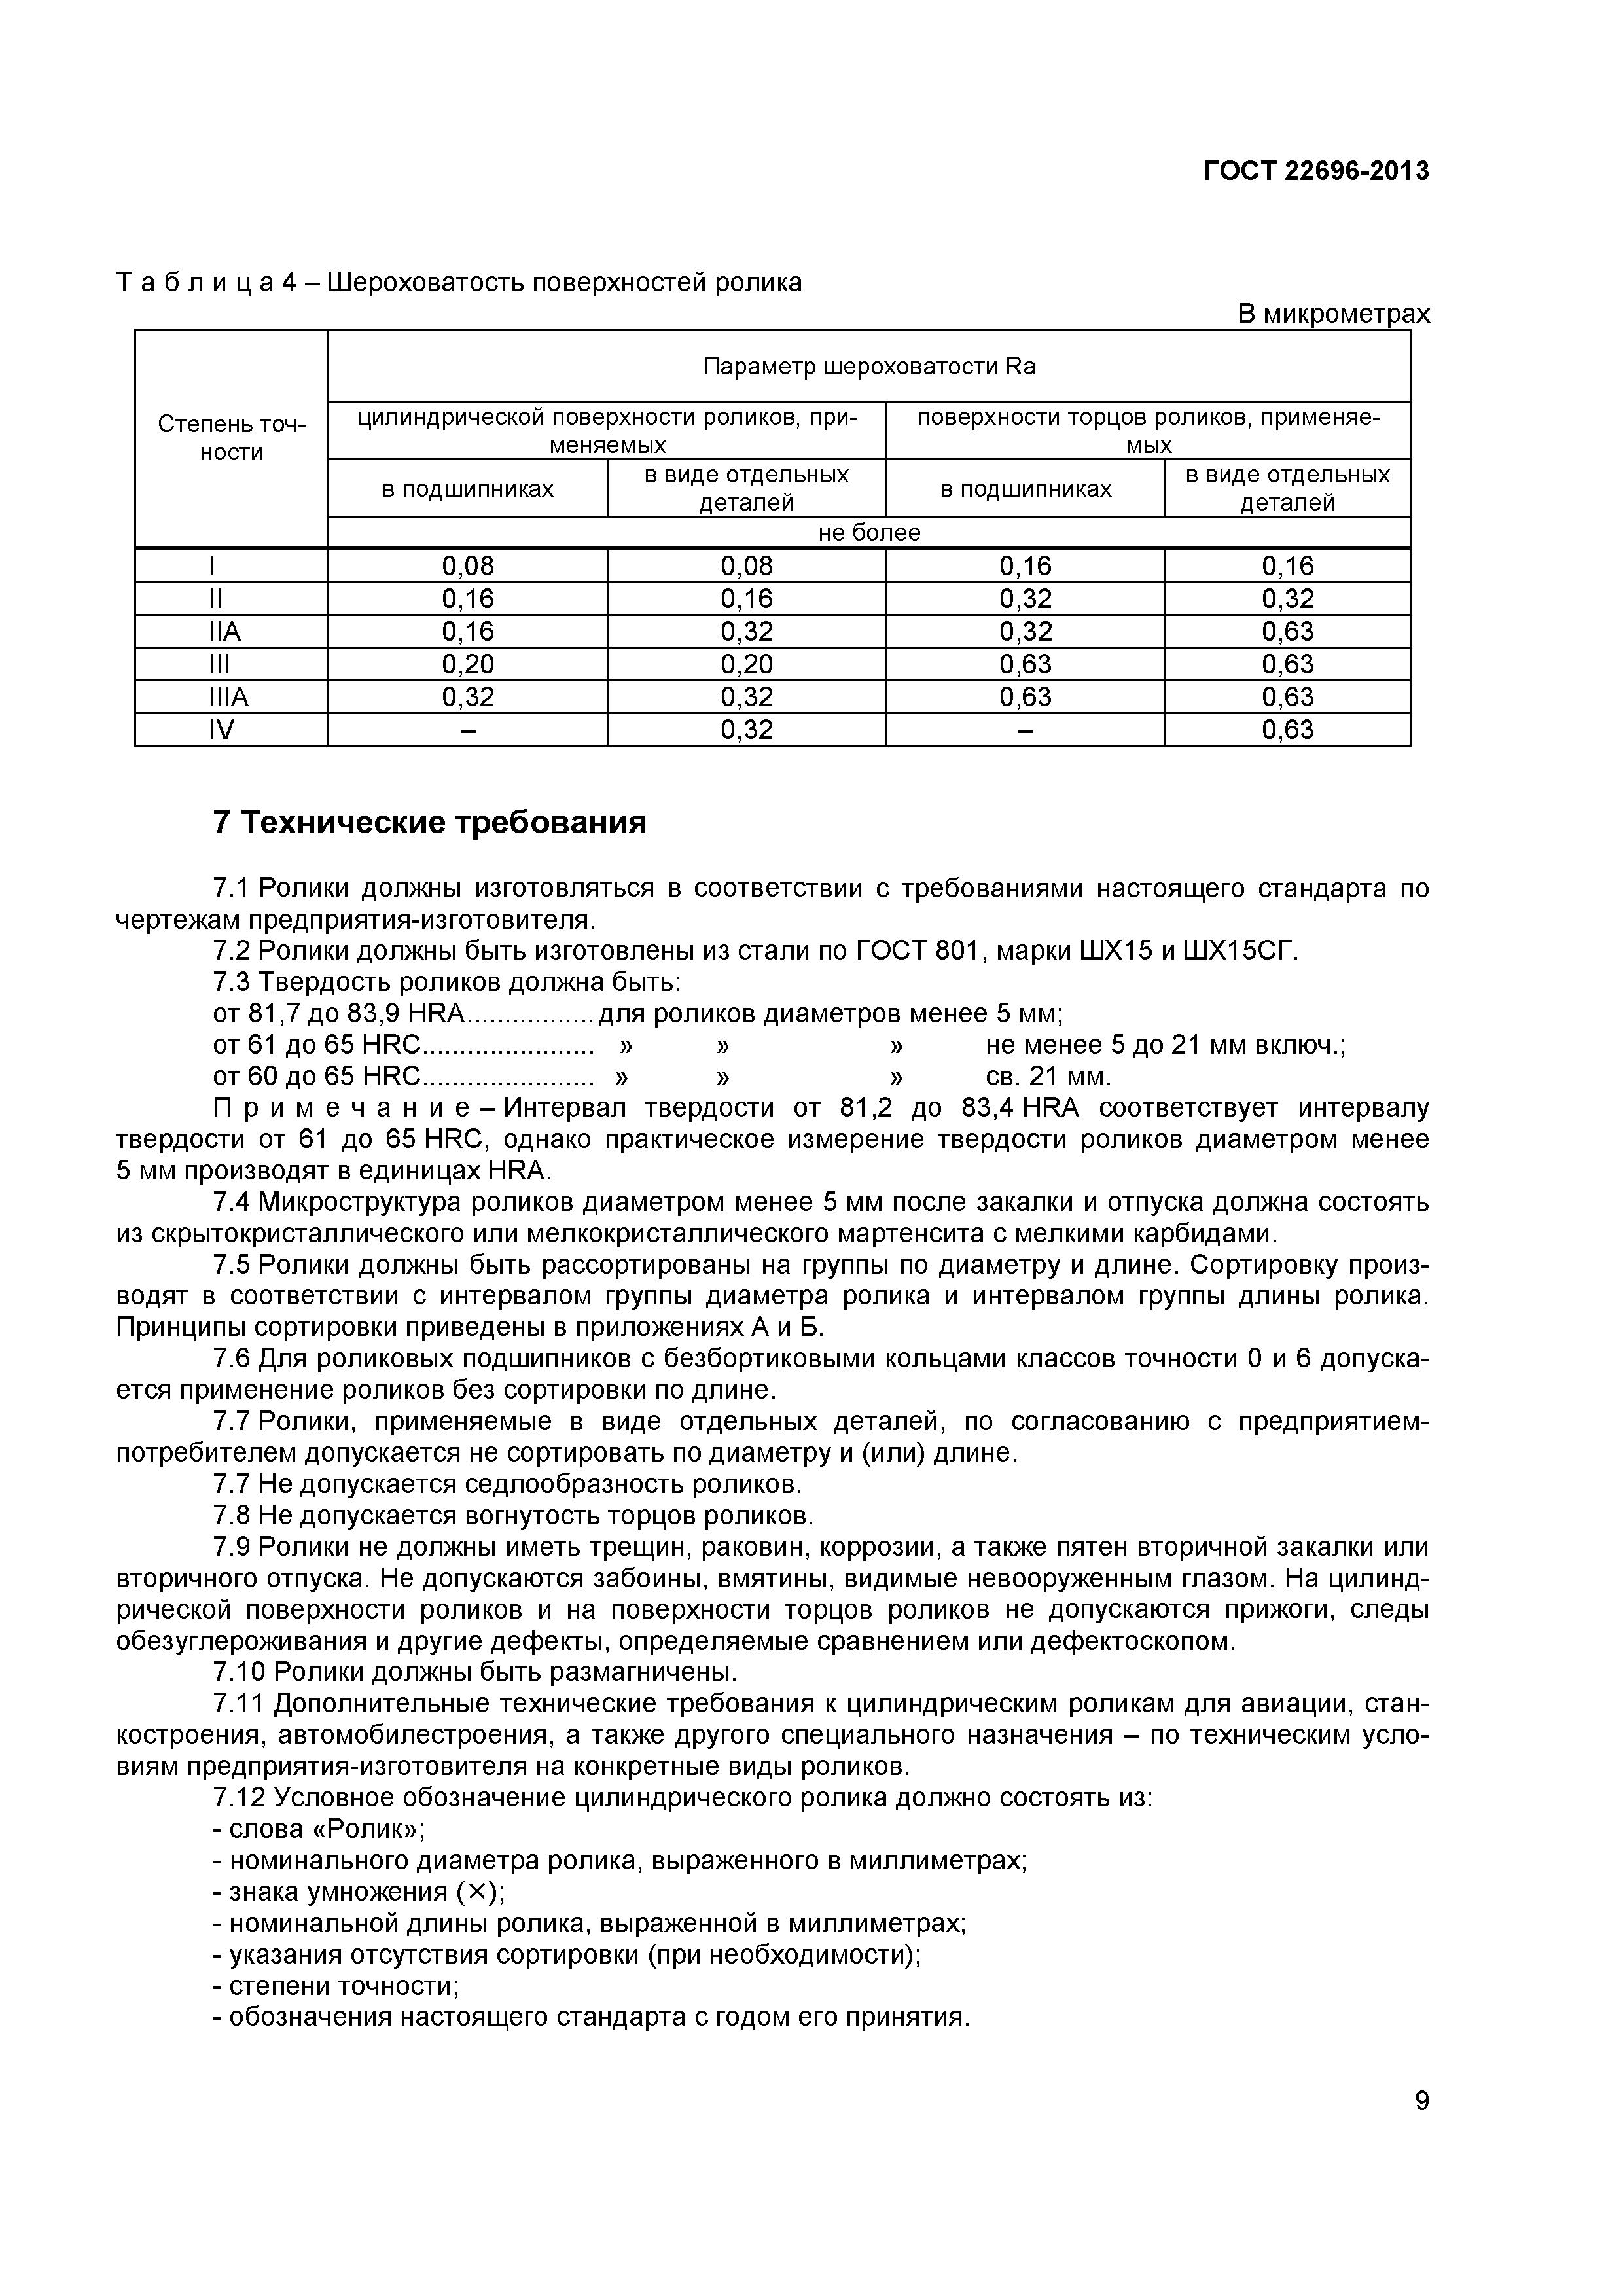 ГОСТ 22696-2013
Т а б л и ц а 4 – Шероховатость поверхностей ролика
В микрометрах
Степень точ-
ности
Параметр шероховатости Ra
цилиндрической поверхности роликов, при-
меняемых
поверхности торцов роликов, применяе-
мых
в подшипниках
в виде отдельных
деталей
в подшипниках
в виде отдельных
деталей
не более
I 0,08 0,08 0,16 0,16
II 0,16 0,16 0,32 0,32
IIА 0,16 0,32 0,32 0,63
III 0,20 0,20 0,63 0,63
IIIА 0,32 0,32 0,63 0,63
IV – 0,32 – 0,63
7 Технические требования
7.1 Ролики должны изготовляться в соответствии с требованиями настоящего стандарта по
чертежам предприятия-изготовителя.
7.2 Ролики должны быть изготовлены из стали по ГОСТ 801, марки ШХ15 и ШХ15СГ.
7.3 Твердость роликов должна быть:
от 81,7 до 83,9 HRA.................для роликов диаметров менее 5 мм;
от 61 до 65 HRC....................... » » » не менее 5 до 21 мм включ.;
от 60 до 65 HRC....................... » » » св. 21 мм.
П р и м е ч а н и е – Интервал твердости от 81,2 до 83,4 HRA соответствует интервалу
твердости от 61 до 65 HRC, однако практическое измерение твердости роликов диаметром менее
5 мм производят в единицах HRA.
7.4 Микроструктура роликов диаметром менее 5 мм после закалки и отпуска должна состоять
из скрытокристаллического или мелкокристаллического мартенсита с мелкими карбидами.
7.5 Ролики должны быть рассортированы на группы по диаметру и длине. Сортировку произ-
водят в соответствии с интервалом группы диаметра ролика и интервалом группы длины ролика.
Принципы сортировки приведены в приложениях А и Б.
7.6 Для роликовых подшипников с безбортиковыми кольцами классов точности 0 и 6 допуска-
ется применение роликов без сортировки по длине.
7.7 Ролики, применяемые в виде отдельных деталей, по согласованию с предприятием-
потребителем допускается не сортировать по диаметру и (или) длине.
7.7 Не допускается седлообразность роликов.
7.8 Не допускается вогнутость торцов роликов.
7.9 Ролики не должны иметь трещин, раковин, коррозии, а также пятен вторичной закалки или
вторичного отпуска. Не допускаются забоины, вмятины, видимые невооруженным глазом. На цилинд-
рической поверхности роликов и на поверхности торцов роликов не допускаются прижоги, следы
обезуглероживания и другие дефекты, определяемые сравнением или дефектоскопом.
7.10 Ролики должны быть размагничены.
7.11 Дополнительные технические требования к цилиндрическим роликам для авиации, стан-
костроения, автомобилестроения, а также другого специального назначения – по техническим усло-
виям предприятия-изготовителя на конкретные виды роликов.
7.12 Условное обозначение цилиндрического ролика должно состоять из:
- слова «Ролик»;
- номинального диаметра ролика, выраженного в миллиметрах;
- знака умножения (×);
- номинальной длины ролика, выраженной в миллиметрах;
- указания отсутствия сортировки (при необходимости);
- степени точности;
- обозначения настоящего стандарта с годом его принятия.
9